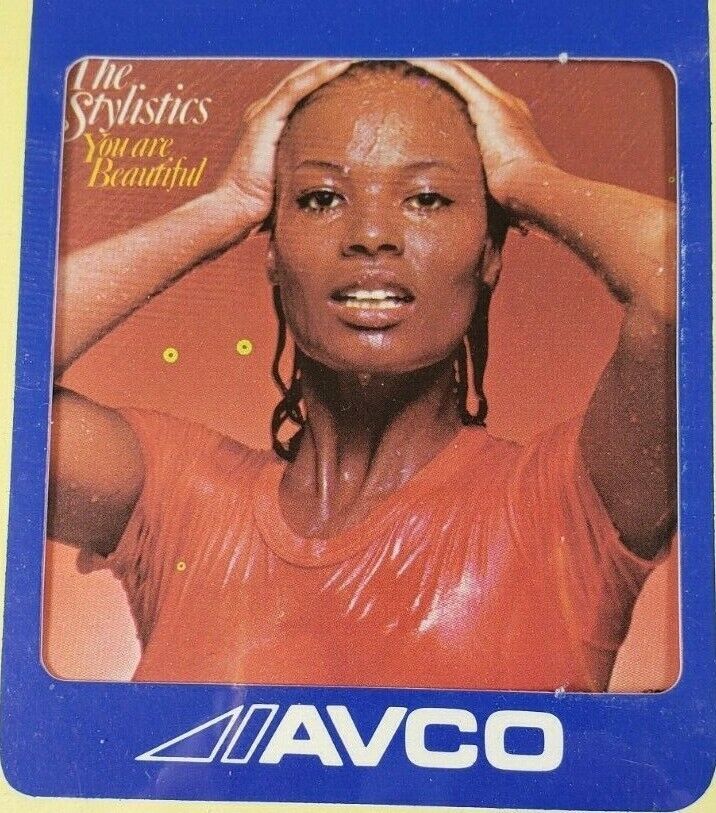 The
Stylistics
You are
Beautiful
AVCO